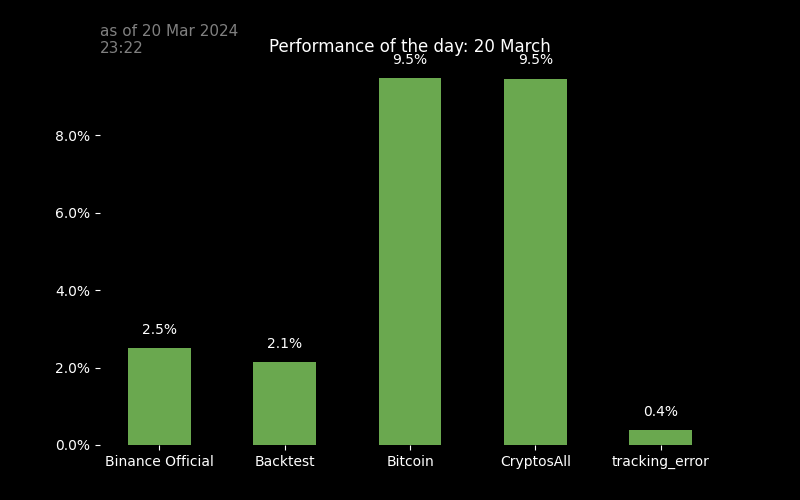 as of 20 Mar 2024
23:22
Performance of the day: 20 March
9.5%
9.5%
8.0%
6.0%
4.0%
2.5%
2.1%
2.0%
0.4%
0.0%
Binance Official
Backtest
Bitcoin
CryptosAll
tracking_error